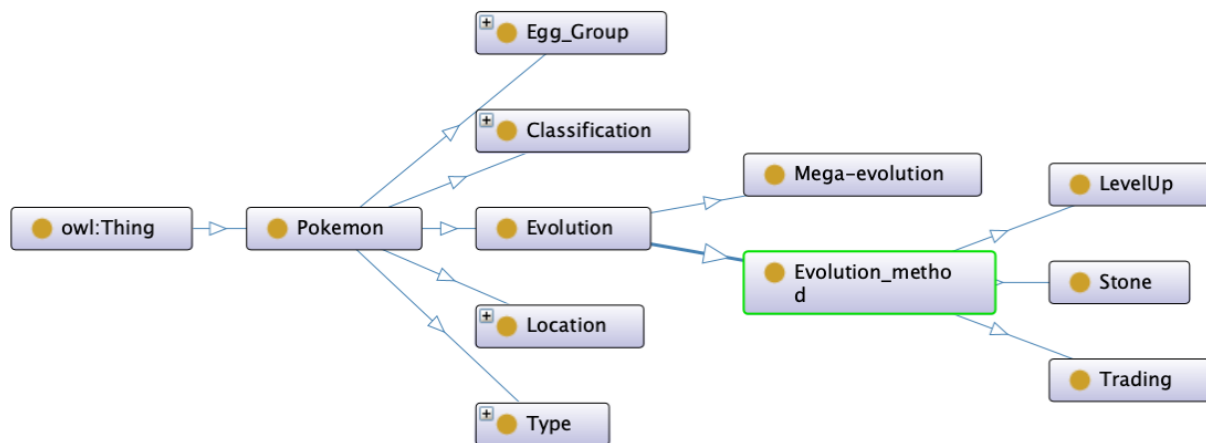 Egg_Group
Classification
Mega-evolution
LevelUp
owl:Thing
Pokemon
Evolution
Evolution_metho
d
Stone
Location
Trading
Type